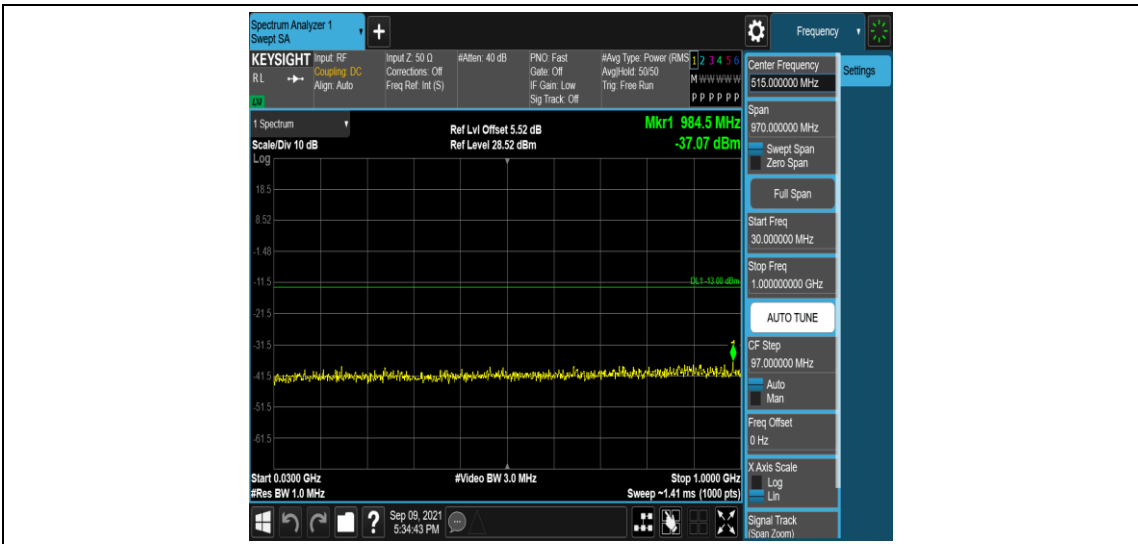 Spectrum Analyzer 1
Swept SA
+
Frequency
KEYSIGHT
Input: RF
Input Z: 50 Ω
#Atten: 40 dB
PNO: Fast
#Avg Type: Power (RMS
1 2 3 4 5 6
RL
Coupling: DC
Corrections: Off
Gate: Off
Avg|Hold: 50/50
M W W W W W
Align: Auto
Freq Ref: Int (S)
IF Gain: Low
Trig: Free Run
Sig Track: Off
P P P P P P
LXI
1 Spectrum
Ref Lvl Offset 5.52 dB
Mkr1 984.5 MHz
Scale/Div 10 dB
Ref Level 28.52 dBm
-37.07 dBm
Log
18.5
8.52
-1.48
-11.5
DL1 -13.00 dBm
-21.5
-31.5
1
-41.5
-51.5
-61.5
Start 0.0300 GHz
#Video BW 3.0 MHz
Stop 1.0000 GHz
#Res BW 1.0 MHz
Sweep ~1.41 ms (1000 pts)
?
Sep 09, 2021
5:34:43 PM
Center Frequency
515.000000 MHz
Settings
Span
970.000000 MHz
Swept Span
Zero Span
Full Span
Start Freq
30.000000 MHz
Stop Freq
1.000000000 GHz
AUTO TUNE
CF Step
97.000000 MHz
Auto
Man
Freq Offset
0 Hz
X Axis Scale
Log
Lin
Signal Track
(Span Zoom)